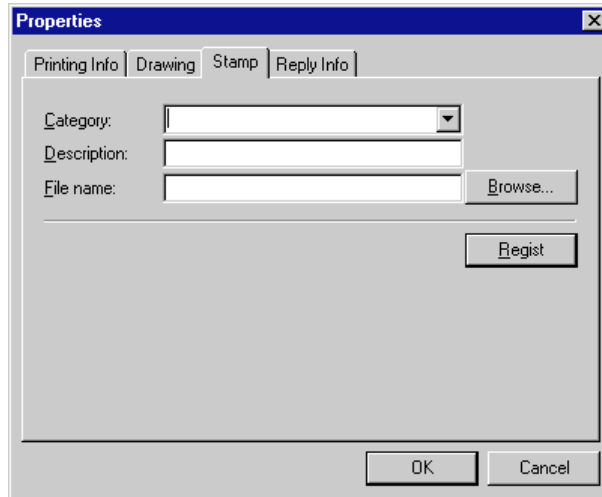 Properties
Printing Info Drawing Stamp Reply Info
Category:
Description:
File name: Browse...
Regist
OK Cancel